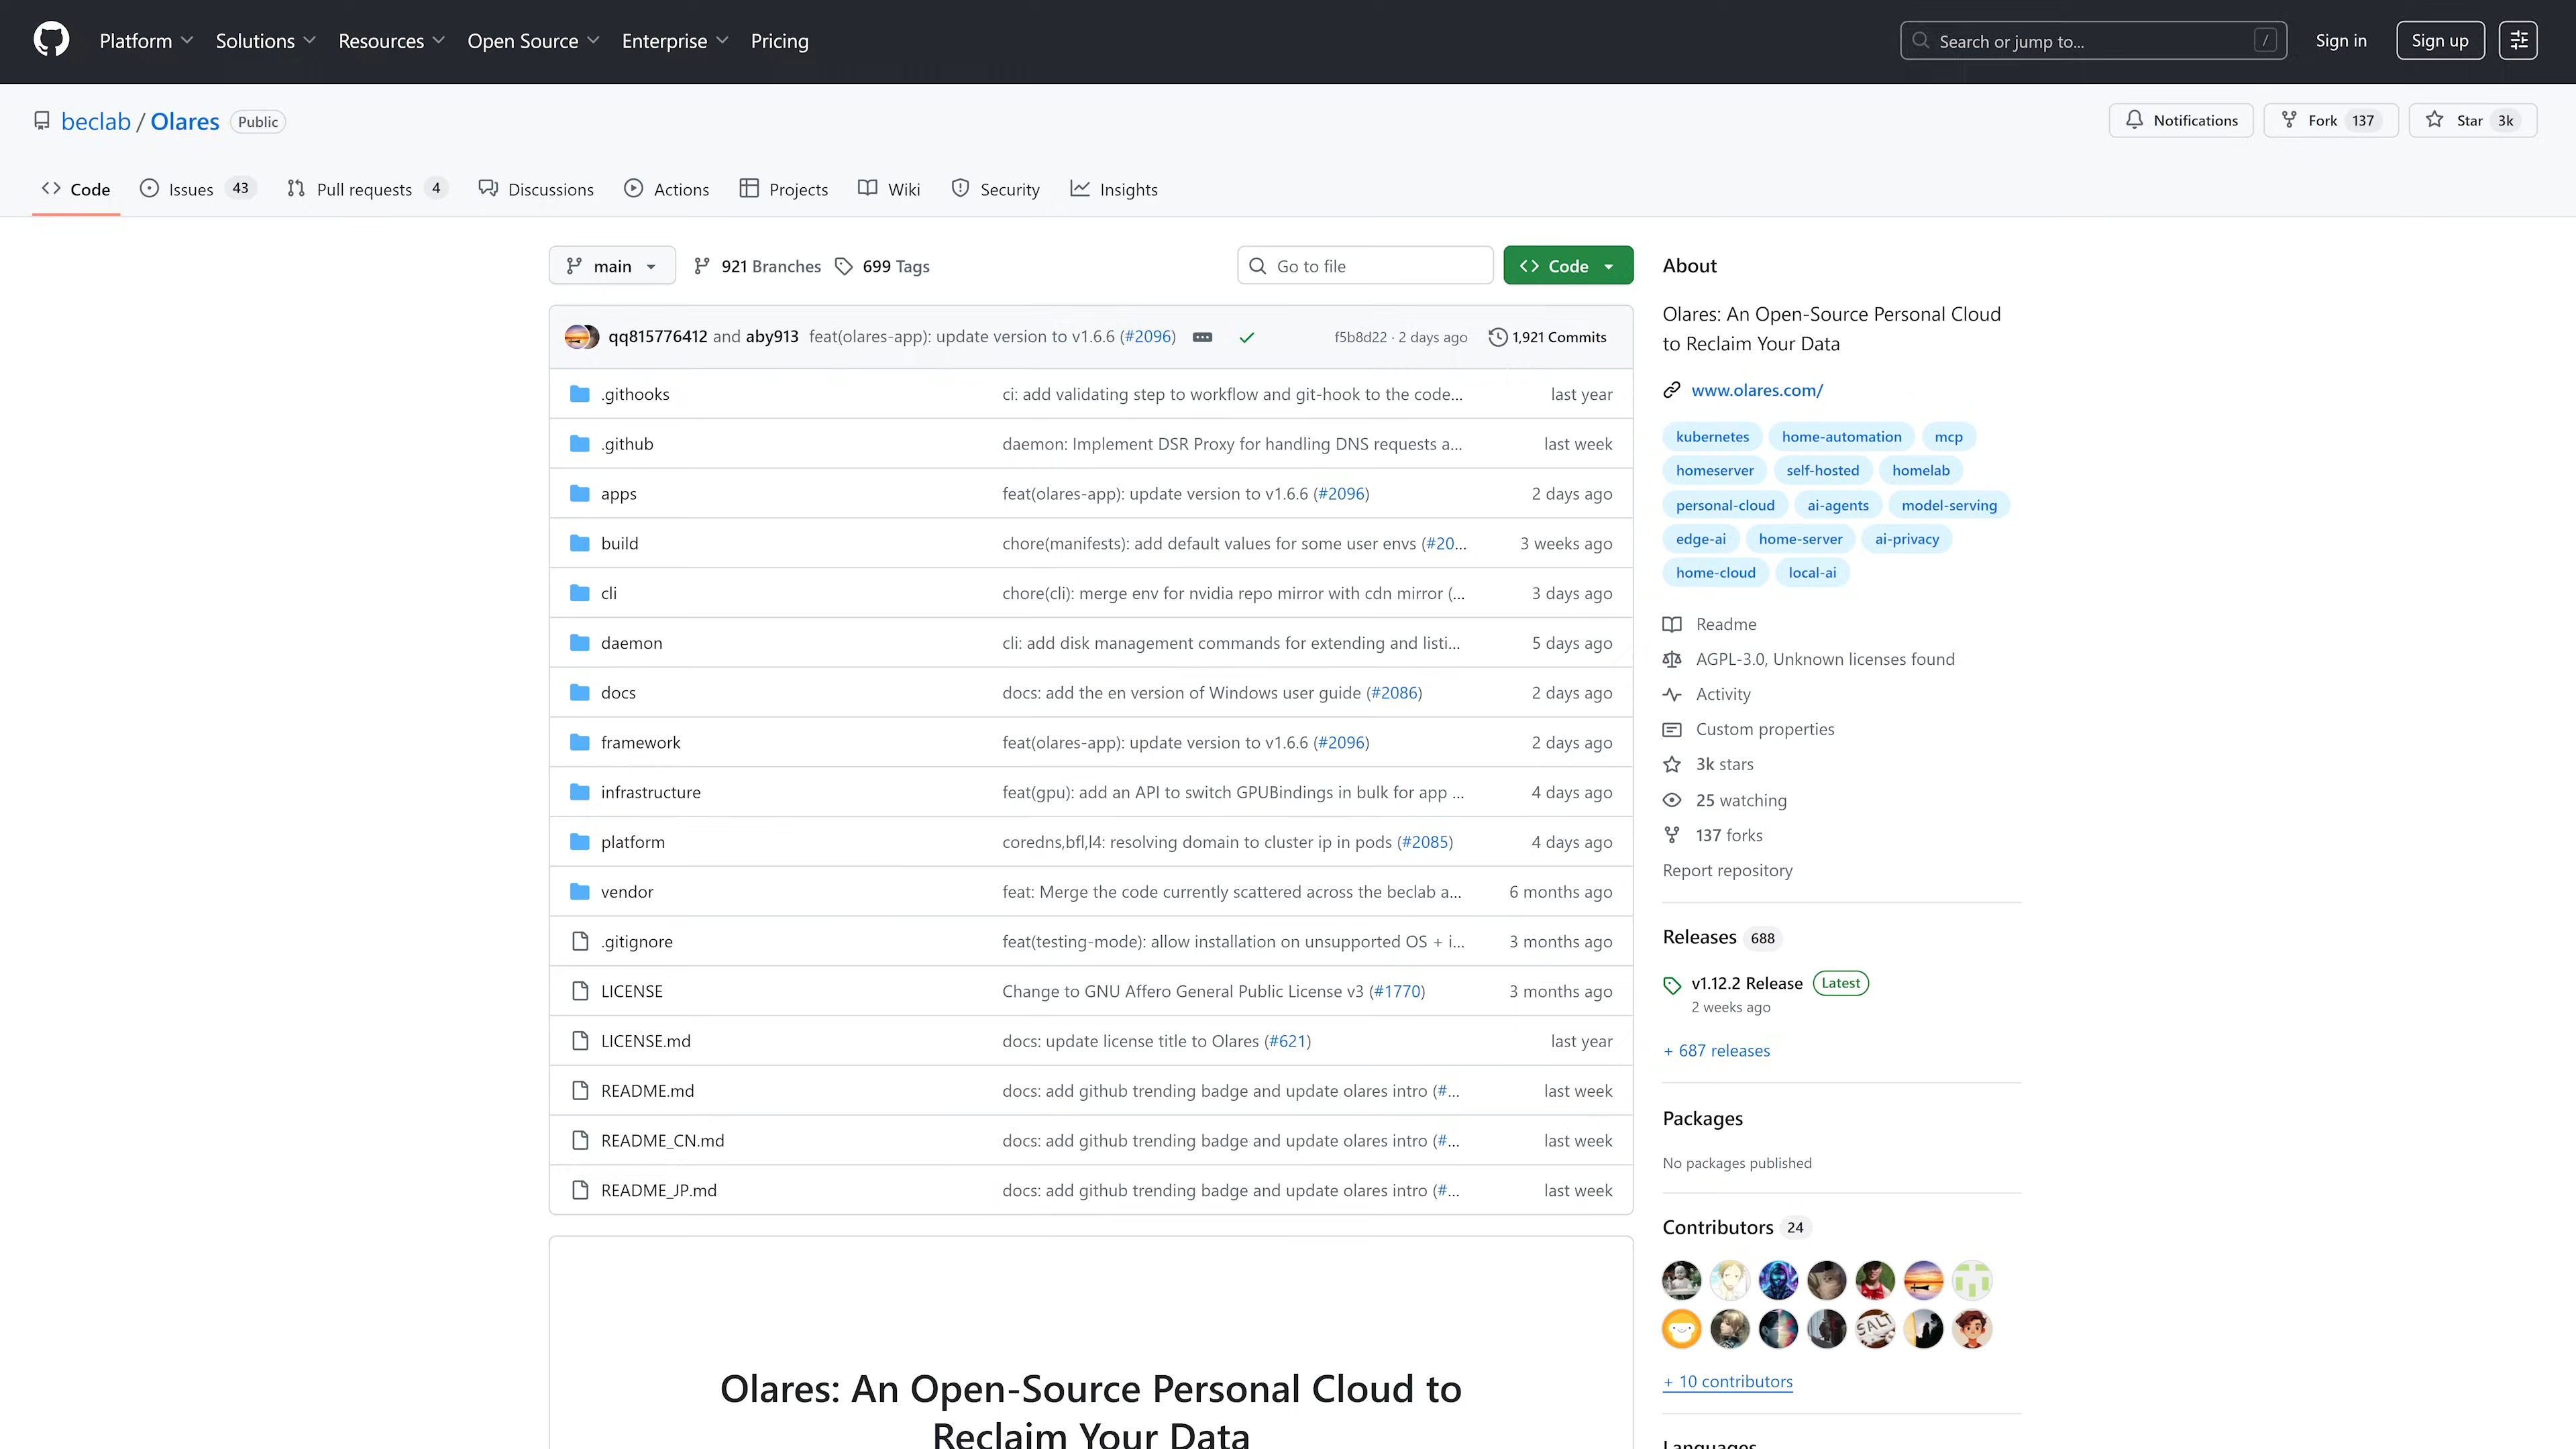 Platform Solutions Resources Open Source Enterprise Pricing Search or jump to... / Sign in Sign up
beclab / Olares Public Notifications Fork 137 Star 3k
Code Issues 43 Pull requests 4 Discussions Actions Projects Wiki Security Insights
main 921 Branches 699 Tags Go to file Code
qq815776412 and aby913 feat(olares-app): update version to v1.6.6 (#2096) f5b8d22 · 2 days ago 1,921 Commits
.githooks ci: add validating step to workflow and git-hook to the code... last year
.github daemon: Implement DSR Proxy for handling DNS requests a... last week
apps feat(olares-app): update version to v1.6.6 (#2096) 2 days ago
build chore(manifests): add default values for some user envs (#20... 3 weeks ago
cli chore(cli): merge env for nvidia repo mirror with cdn mirror (... 3 days ago
daemon cli: add disk management commands for extending and listi... 5 days ago
docs docs: add the en version of Windows user guide (#2086) 2 days ago
framework feat(olares-app): update version to v1.6.6 (#2096) 2 days ago
infrastructure feat(gpu): add an API to switch GPUBindings in bulk for app ... 4 days ago
platform coredns,bfl,l4: resolving domain to cluster ip in pods (#2085) 4 days ago
vendor feat: Merge the code currently scattered across the beclab a... 6 months ago
.gitignore feat(testing-mode): allow installation on unsupported OS + i... 3 months ago
LICENSE Change to GNU Affero General Public License v3 (#1770) 3 months ago
LICENSE.md docs: update license title to Olares (#621) last year
README.md docs: add github trending badge and update olares intro (#... last week
README_CN.md docs: add github trending badge and update olares intro (#... last week
README_JP.md docs: add github trending badge and update olares intro (#... last week
Olares: An Open-Source Personal Cloud to
Reclaim Your Data
About
Olares: An Open-Source Personal Cloud
to Reclaim Your Data
www.olares.com/
kubernetes home-automation mcp
homeserver self-hosted homelab
personal-cloud ai-agents model-serving
edge-ai home-server ai-privacy
home-cloud local-ai
Readme
AGPL-3.0, Unknown licenses found
Activity
Custom properties
3k stars
25 watching
137 forks
Report repository
Releases 688
v1.12.2 Release Latest
2 weeks ago
+ 687 releases
Packages
No packages published
Contributors 24
SALT
+ 10 contributors
Languages